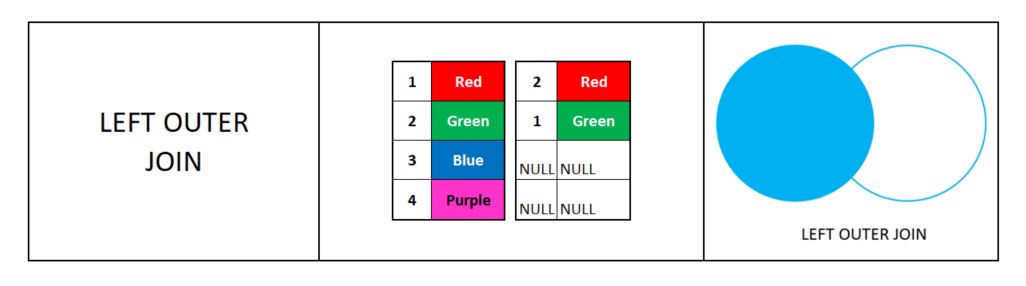 LEFT OUTER
JOIN
1 Red 2 Red
2 Green 1 Green
3 Blue NULL NULL
4 Purple NULL NULL
LEFT OUTER JOIN